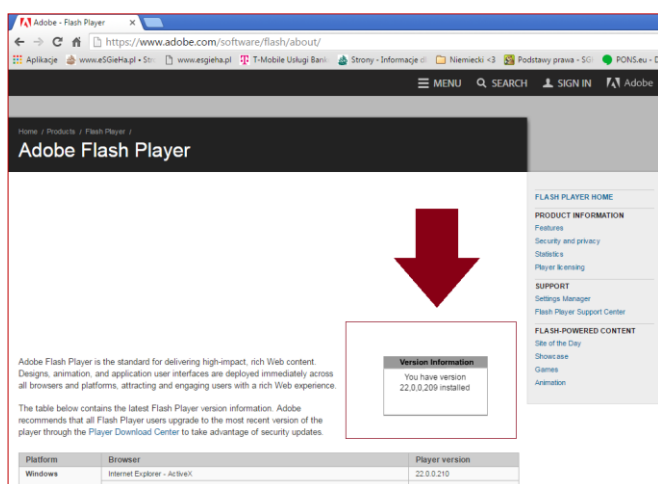 Adobe - Flash Player
https://www.adobe.com/software/flash/about/
Aplikacje www.eSGieHa.pl • Str www.esgieha.pl T-Mobile Usługi Bank Strony - Informacje d Niemiecki <3 Podstawy prawa - SGI PONS.eu - D
MENU SEARCH SIGN IN Adobe
Home / Products / Flash Player /
Adobe Flash Player
FLASH PLAYER HOME
PRODUCT INFORMATION
Features
Security and privacy
Statistics
Player licensing
SUPPORT
Settings Manager
Flash Player Support Center
FLASH-POWERED CONTENT
Site of the Day
Showcase
Games
Animation
Adobe Flash Player is the standard for delivering high-impact, rich Web content.
Designs, animation, and application user interfaces are deployed immediately across
all browsers and platforms, attracting and engaging users with a rich Web experience.
The table below contains the latest Flash Player version information. Adobe
recommends that all Flash Player users upgrade to the most recent version of the
player through the Player Download Center to take advantage of security updates.
Version Information
You have version
22,0,0,209 installed
Platform Browser Player version
Windows Internet Explorer - ActiveX 22.0.0.210